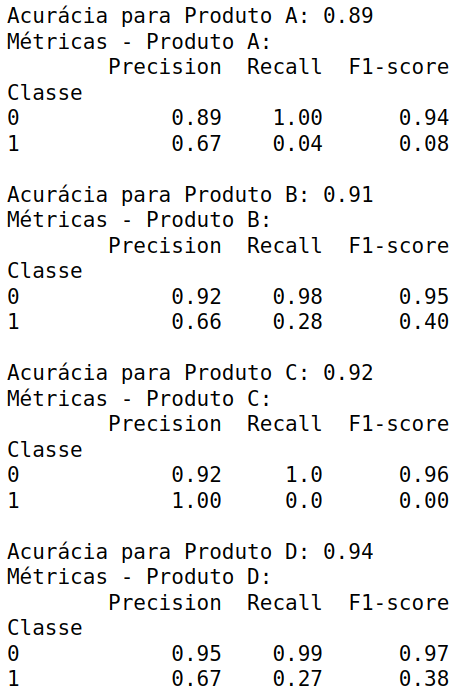 Acurácia para Produto A: 0.89
Métricas - Produto A:
        Precision  Recall  F1-score
Classe
0            0.89    1.00      0.94
1            0.67    0.04      0.08

Acurácia para Produto B: 0.91
Métricas - Produto B:
        Precision  Recall  F1-score
Classe
0            0.92    0.98      0.95
1            0.66    0.28      0.40

Acurácia para Produto C: 0.92
Métricas - Produto C:
        Precision  Recall  F1-score
Classe
0            0.92     1.0      0.96
1            1.00     0.0      0.00

Acurácia para Produto D: 0.94
Métricas - Produto D:
        Precision  Recall  F1-score
Classe
0            0.95    0.99      0.97
1            0.67    0.27      0.38